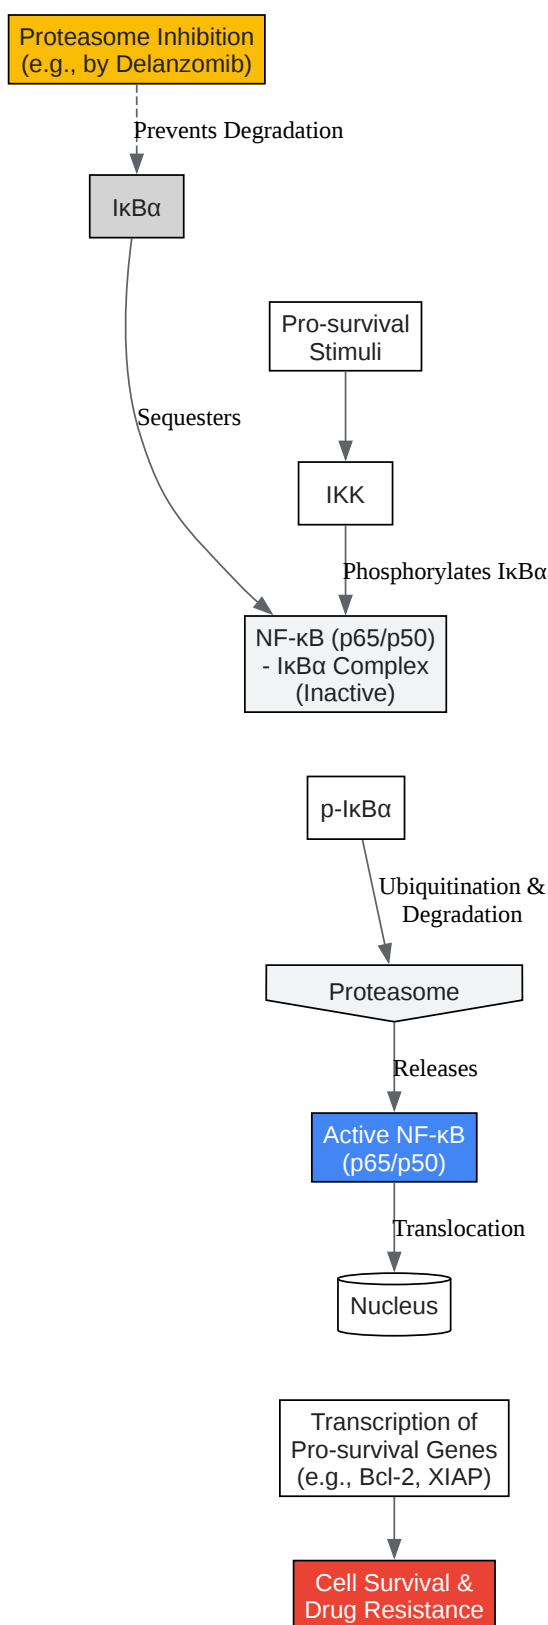 Proteasome Inhibition
(e.g., by Delanzomib)
Prevents Degradation
IκBα
Pro-survival
Stimuli
Sequesters
IKK
Phosphorylates IκBα
NF-κB (p65/p50)
- IκBα Complex
(Inactive)
p-IκBα
Ubiquitination &
Degradation
Proteasome
Releases
Active NF-κB
(p65/p50)
Translocation
Nucleus
Transcription of
Pro-survival Genes
(e.g., Bcl-2, XIAP)
Cell Survival &
Drug Resistance